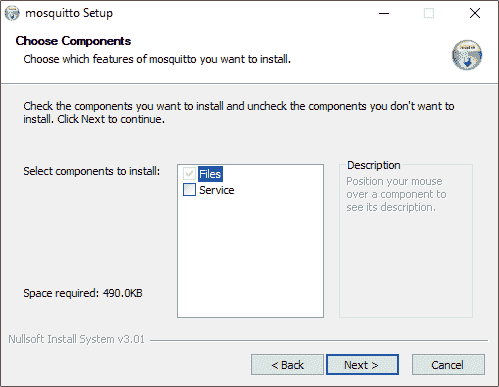 mosquitto Setup
Choose Components
Choose which features of mosquitto you want to install.
Check the components you want to install and uncheck the components you don't want to
install. Click Next to continue.
Select components to install:
Files
Service
Description
Position your mouse
over a component to
see its description.
Space required: 490.0KB
Nullsoft Install System v3.01
< Back
Next >
Cancel